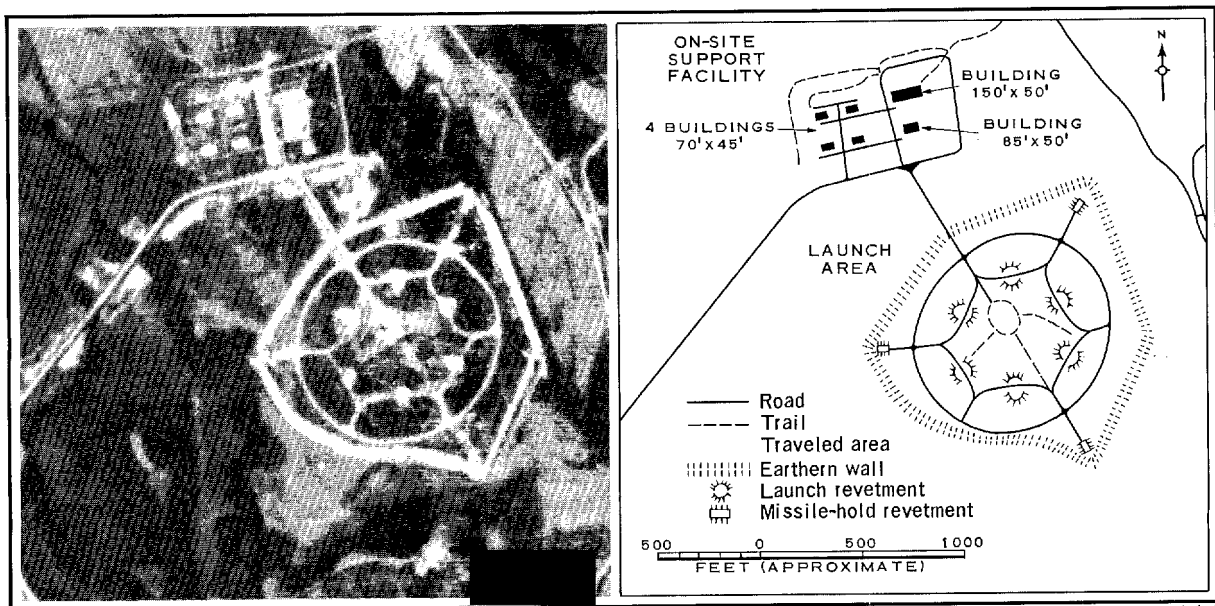 ON-SITE
SUPPORT
FACILITY
N
BUILDING
150' X 50'
4 BUILDINGS
70' X 45'
BUILDING
85' X 50'
LAUNCH
AREA
Road
Trail
Traveled area
Earthern wall
Launch revetment
Missile-hold revetment
500 0 500 1000
FEET (APPROXIMATE)